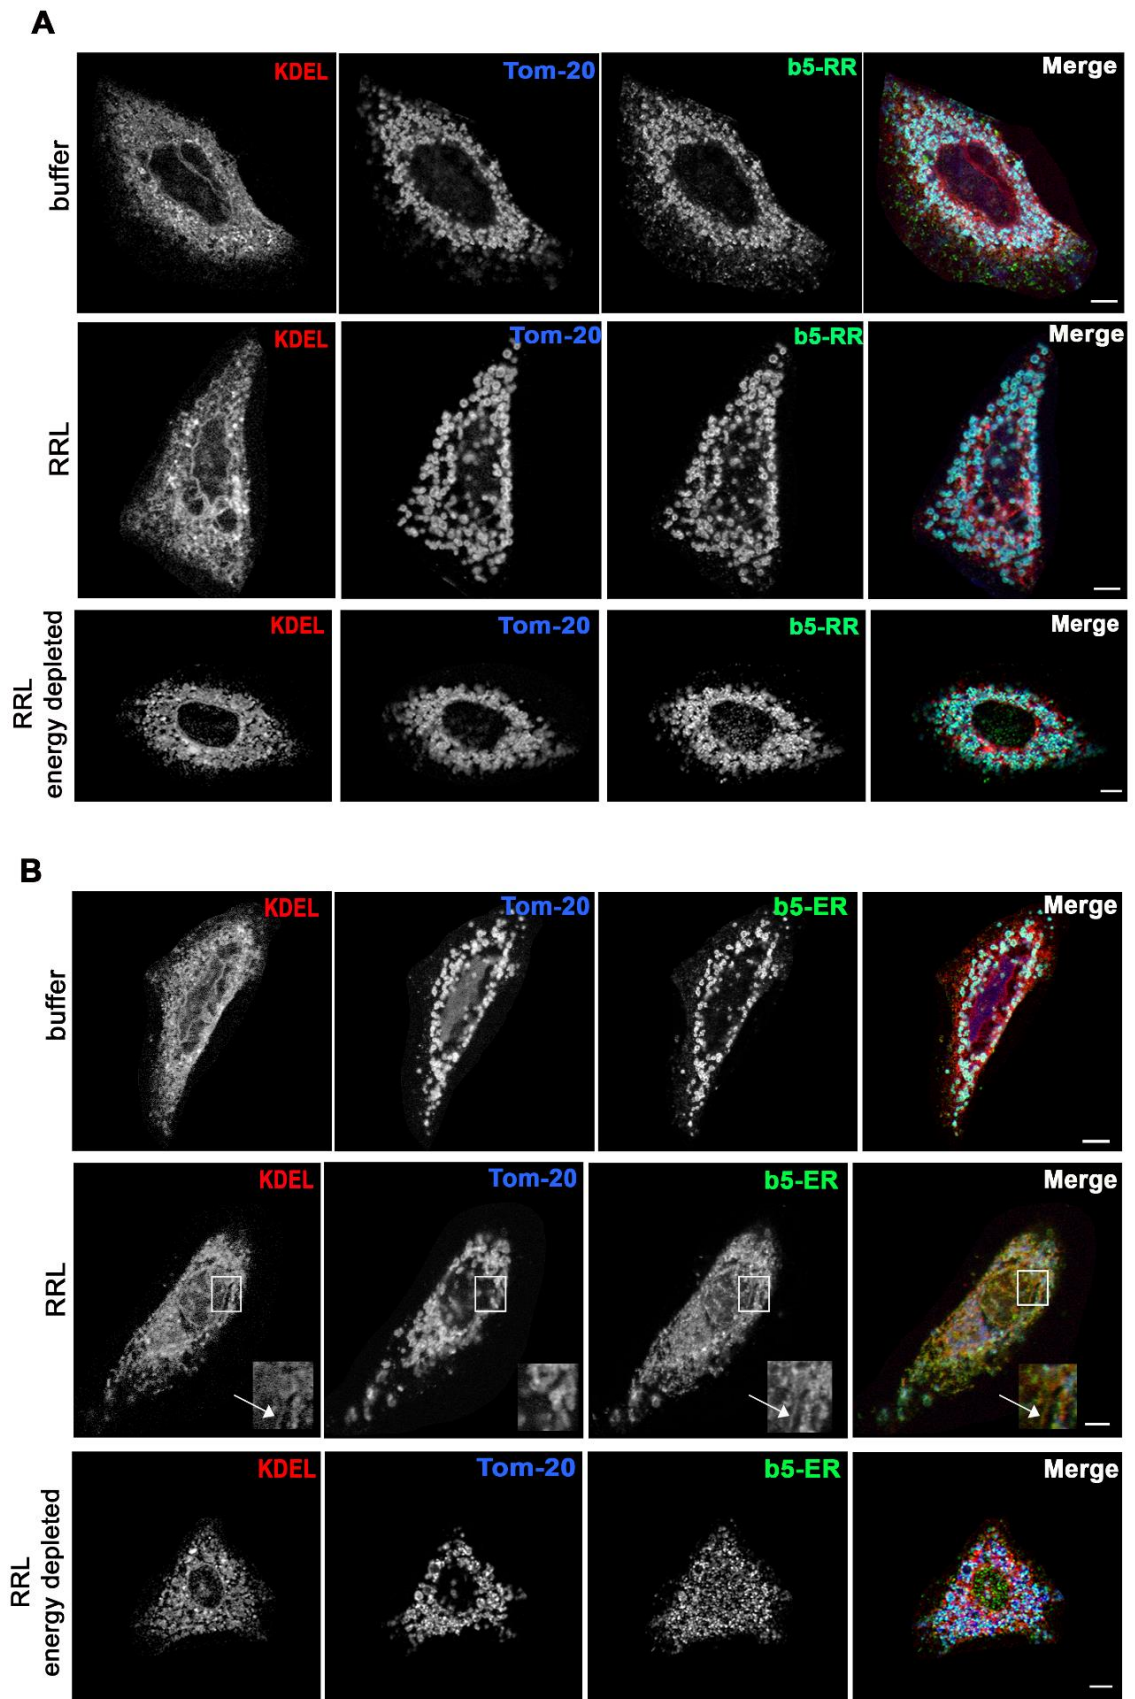 A
KDEL Tom-20 b5-RR Merge
buffer
KDEL Tom-20 b5-RR Merge
RRL
KDEL Tom-20 b5-RR Merge
RRL
energy depleted
B
KDEL Tom-20 b5-ER Merge
buffer
KDEL Tom-20 b5-ER Merge
RRL
KDEL Tom-20 b5-ER Merge
RRL
energy depleted